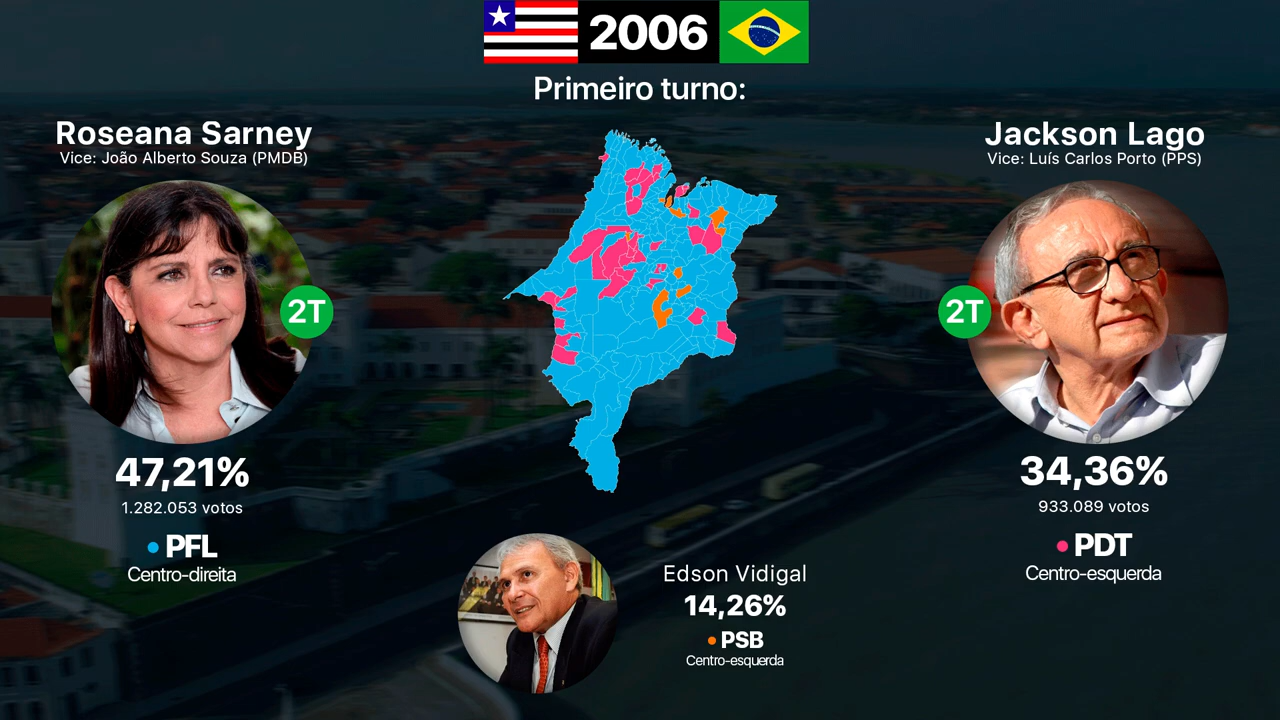 2006
Primeiro turno:
Roseana Sarney
Vice: João Alberto Souza (PMDB)
2T
47,21%
1.282.053 votos
PFL
Centro-direita
Jackson Lago
Vice: Luís Carlos Porto (PPS)
2T
34,36%
933.089 votos
PDT
Centro-esquerda
Edson Vidigal
14,26%
PSB
Centro-esquerda